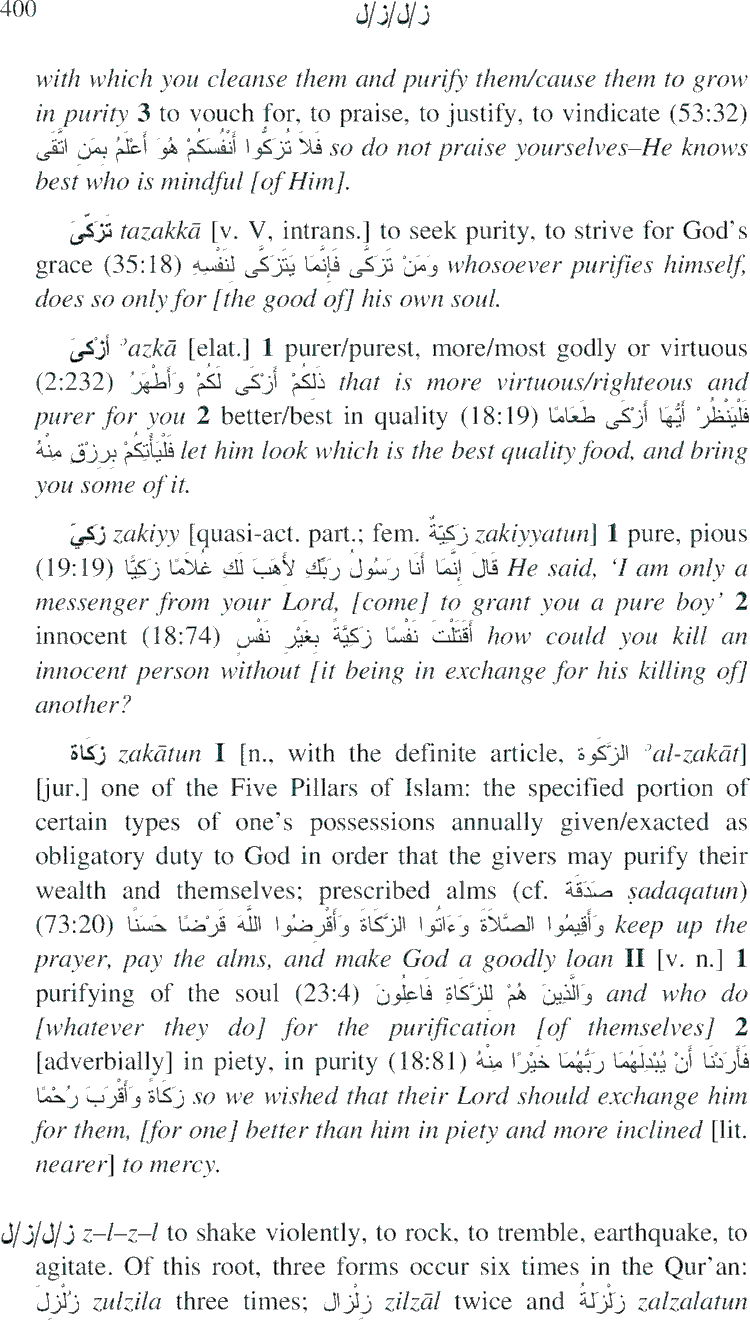 400 ز/ل/ز/ل
with which you cleanse them and purify them/cause them to grow
in purity 3 to vouch for, to praise, to justify, to vindicate (53:32)
فَلاَ تُزَكُّوا أَنْفُسَكُمْ هُوَ أَعْلَمُ بِمَنِ اتَّقَى so do not praise yourselves–He knows
best who is mindful [of Him].
تَزَكَّىَ tazakkā [v. V, intrans.] to seek purity, to strive for God's
grace (35:18) وَمَنْ تَزَكَّى فَإِنَّمَا يَتَزَكَّى لِنَفْسِهِ whosoever purifies himself,
does so only for [the good of] his own soul.
أَزْكىَ ʾazkā [elat.] 1 purer/purest, more/most godly or virtuous
(2:232) ذَلِكُمْ أَزْكَى لَكُمْ وَأَطْهَرُ that is more virtuous/righteous and
purer for you 2 better/best in quality (18:19) فَلْيَنْظُرْ أَيُّهَا أَزْكَى طَعَامًا
فَلْيَأْتِكُمْ بِرِزْقٍ مِنْهُ let him look which is the best quality food, and bring
you some of it.
زَكيّ zakiyy [quasi-act. part.; fem. زَكِيّةٌ zakiyyatun] 1 pure, pious
(19:19) قَالَ إِنَّمَا أَنَا رَسُولُ رَبِّكِ لأَهَبَ لَكِ غُلاَمًا زَكِيًّا He said, ‘I am only a
messenger from your Lord, [come] to grant you a pure boy’ 2
innocent (18:74) أَقَتَلْتَ نَفْسًا زَكِيَّةً بِغَيْرِ نَفْسٍ how could you kill an
innocent person without [it being in exchange for his killing of]
another?
زكَاة zakātun I [n., with the definite article, الزَّكَوة ʾal-zakāt]
[jur.] one of the Five Pillars of Islam: the specified portion of
certain types of one's possessions annually given/exacted as
obligatory duty to God in order that the givers may purify their
wealth and themselves; prescribed alms (cf. صَدَقَة ṣadaqatun)
(73:20) وَأَقِيمُوا الصَّلاَةَ وَءَاتُوا الزَّكَاةَ وَأَقْرِضُوا اللَّهَ قَرْضًا حَسَنًا keep up the
prayer, pay the alms, and make God a goodly loan II [v. n.] 1
purifying of the soul (23:4) وَالَّذِينَ هُمْ لِلزَّكَاةِ فَاعِلُونَ and who do
[whatever they do] for the purification [of themselves] 2
[adverbially] in piety, in purity (18:81) فَأَرَدْنَا أَنْ يُبْدِلَهُمَا رَبُّهُمَا خَيْرًا مِنْهُ
زَكَاةً وَأَقْرَبَ رُحْمًا so we wished that their Lord should exchange him
for them, [for one] better than him in piety and more inclined [lit.
nearer] to mercy.
ز/ل/ز/ل z–l–z–l to shake violently, to rock, to tremble, earthquake, to
agitate. Of this root, three forms occur six times in the Qur'an:
زُلْزِلَ zulzila three times; زِلْزَال zilzāl twice and زَلْزَلَةُ zalzalatun